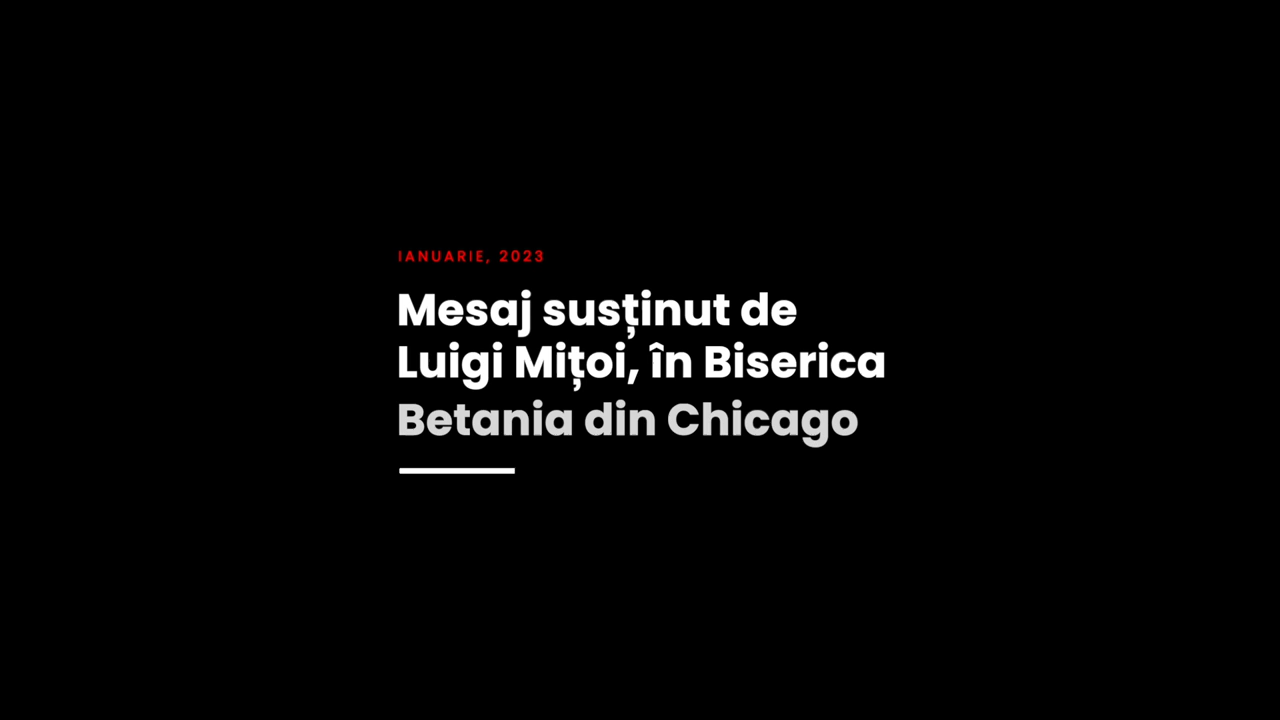 IANUARIE, 2023
Mesaj susținut de
Luigi Mițoi, în Biserica
Betania din Chicago